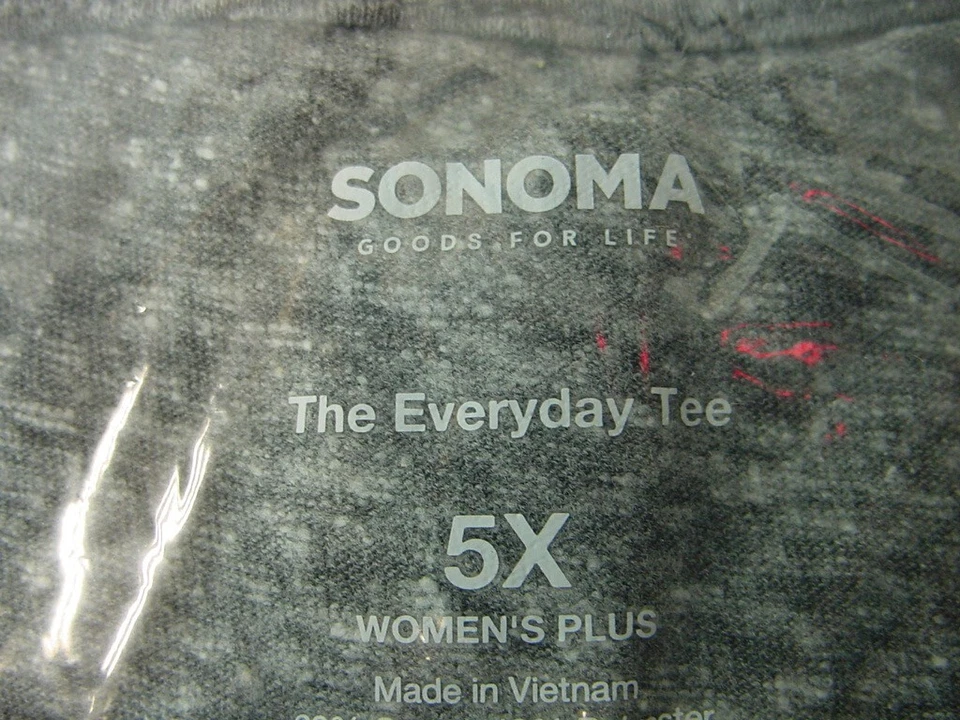 SONOMA
GOODS FOR LIFE
The Everyday Tee
5X
WOMEN'S PLUS
Made in Vietnam